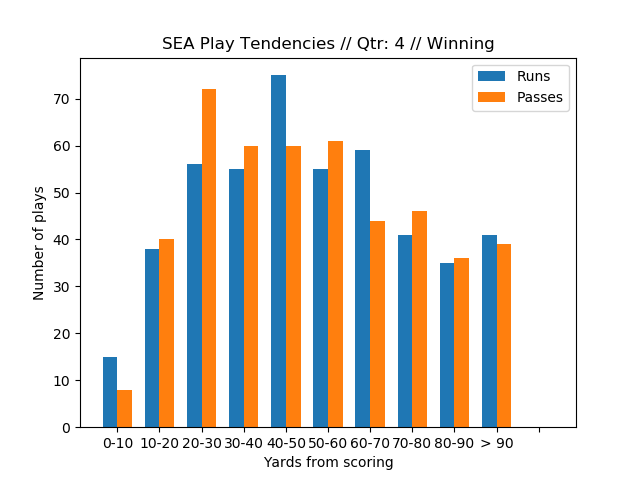 SEA Play Tendencies // Qtr: 4 // Winning
Runs
Passes
Number of plays
70
60
50
40
30
20
10
0
0-10 10-20 20-30 30-40 40-50 50-60 60-70 70-80 80-90 > 90
Yards from scoring